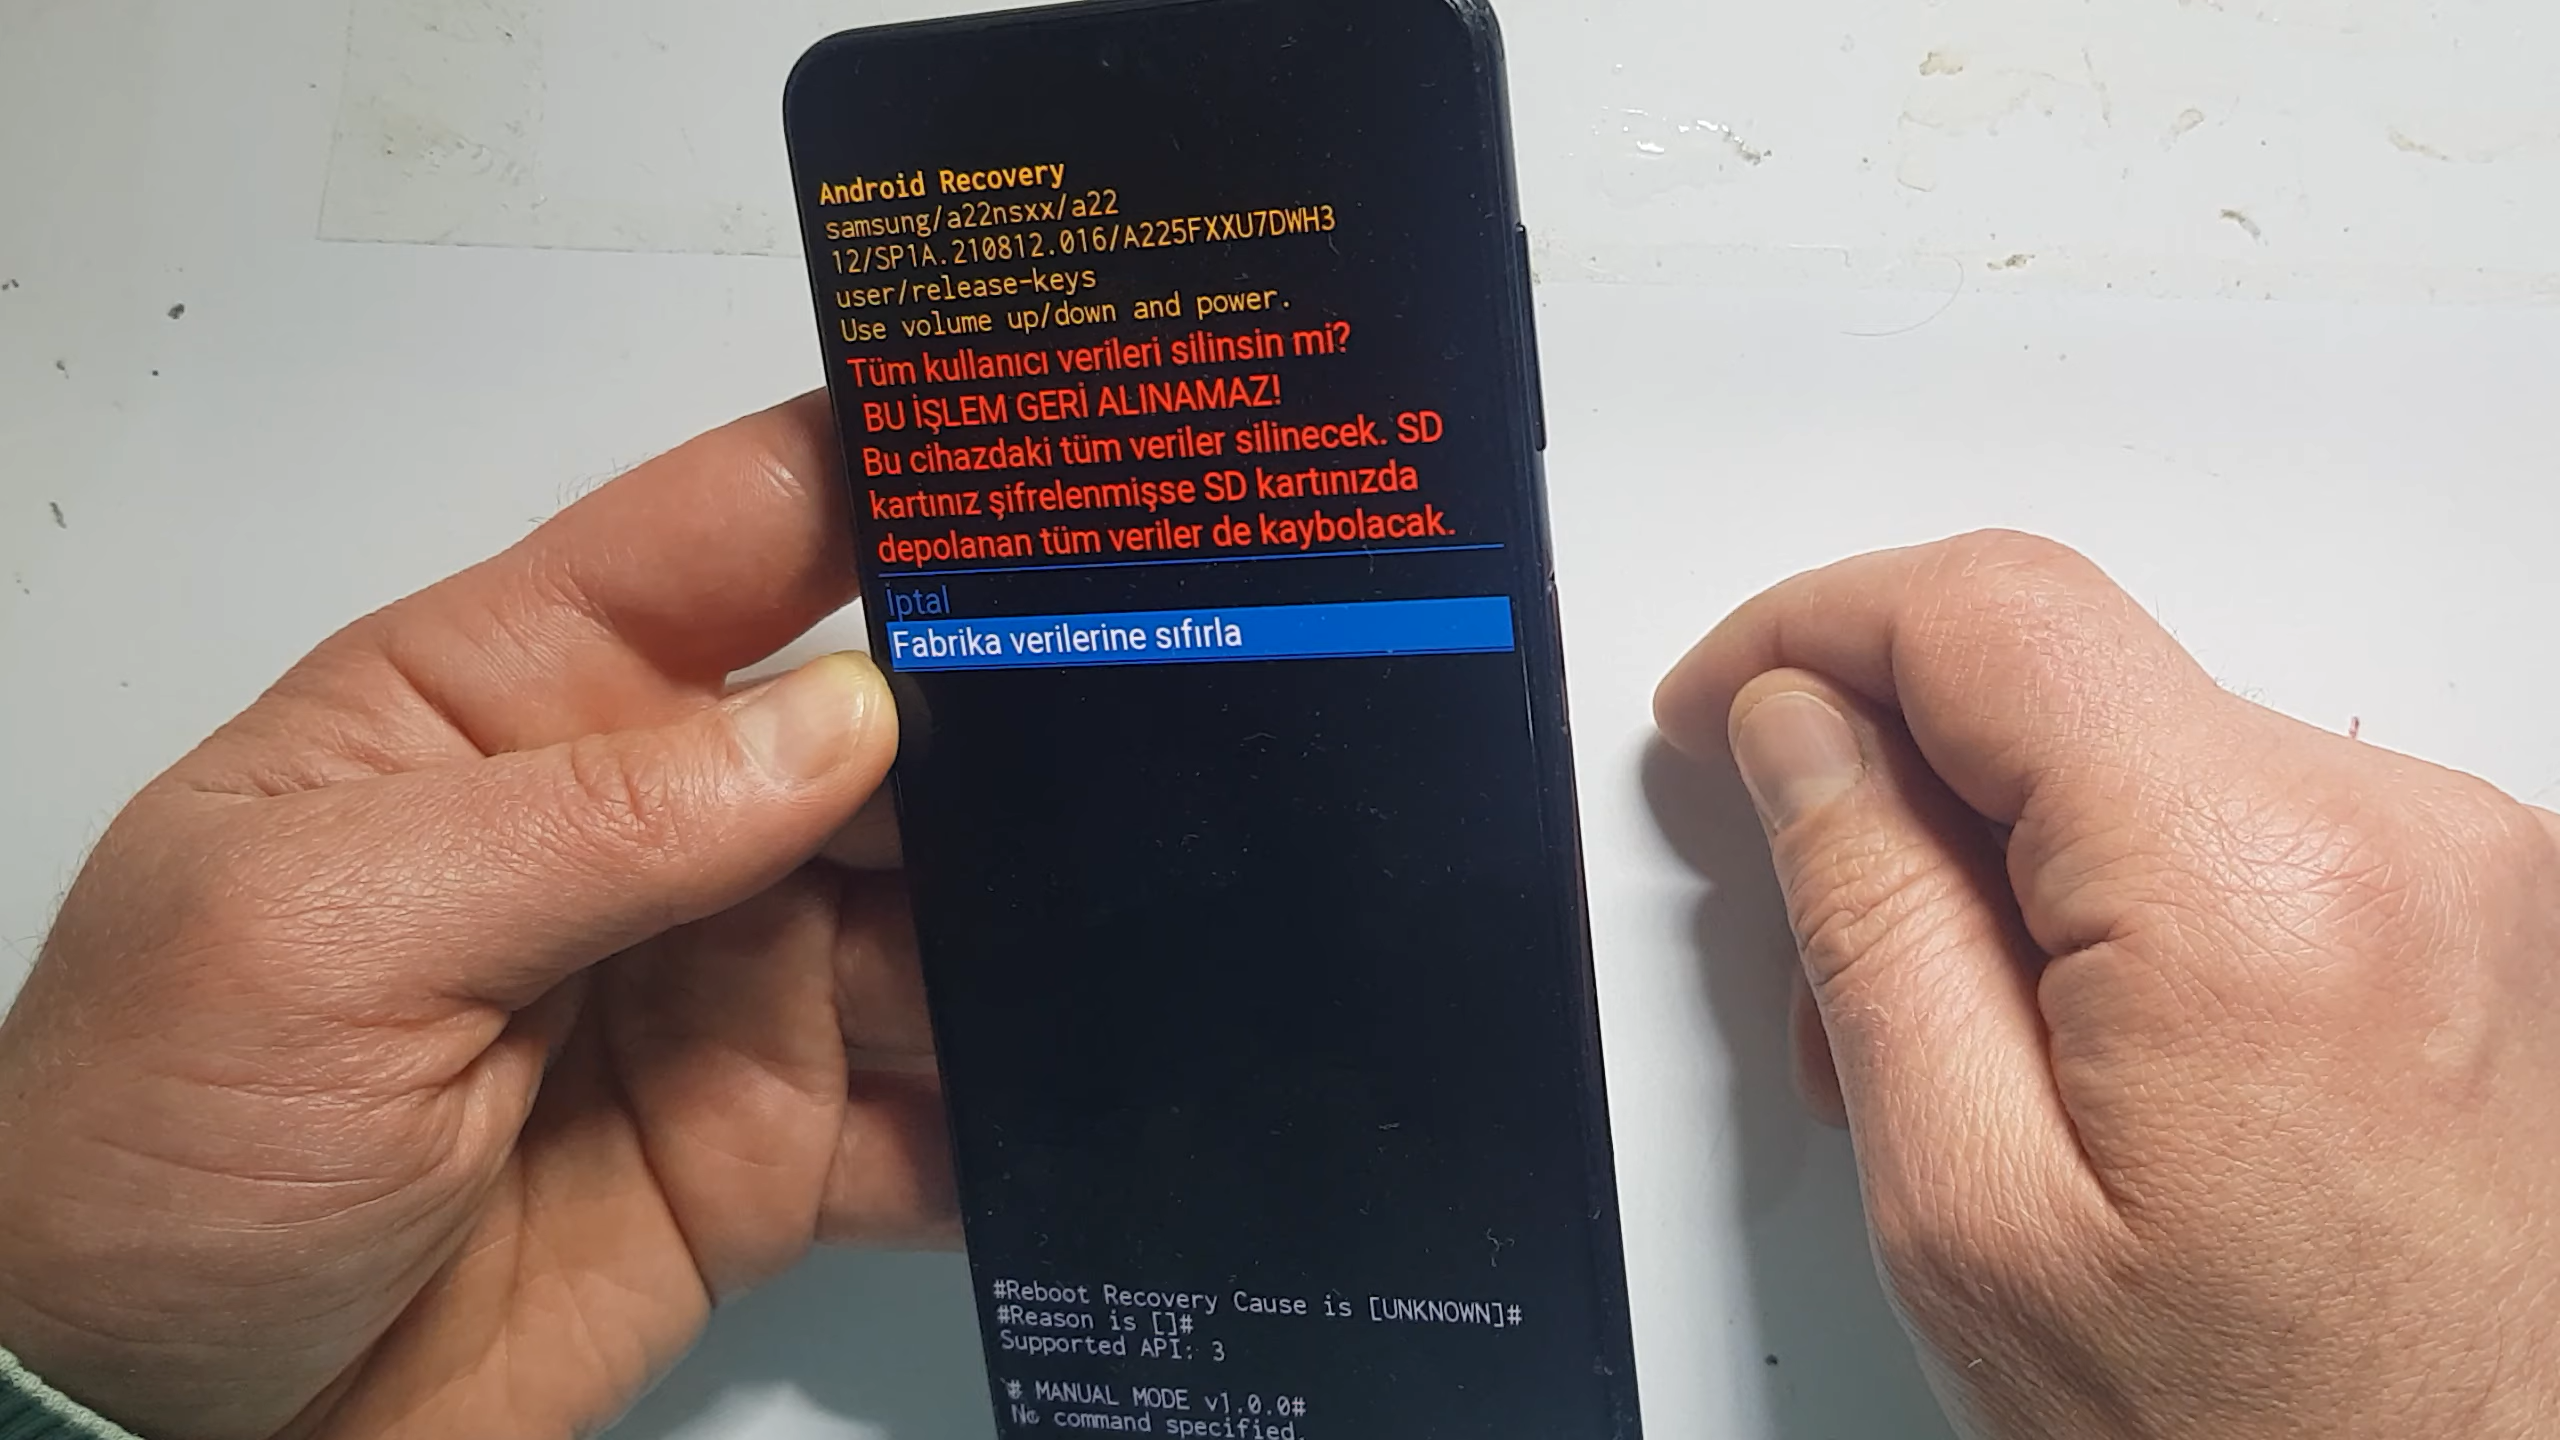 Android Recovery
samsung/a22nsxx/a22
12/SP1A.210812.016/A225FXXU7DWH3
user/release-keys
Use volume up/down and power.
Tüm kullanıcı verileri silinsin mi?
BU İŞLEM GERİ ALINAMAZ!
Bu cihazdaki tüm veriler silinecek. SD
kartınız şifrelenmişse SD kartınızda
depolanan tüm veriler de kaybolacak.
İptal
Fabrika verilerine sıfırla
#Reboot Recovery Cause is [UNKNOWN]#
#Reason is []#
Supported API: 3
# MANUAL MODE v1.0.0#
No command specified.